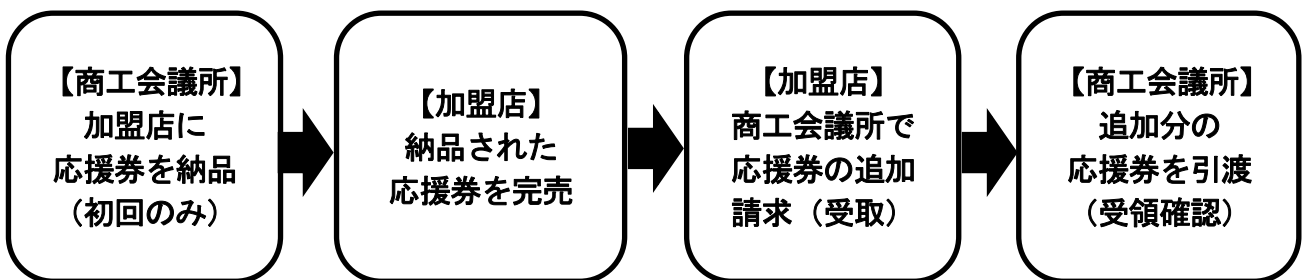 【商工会議所】
加盟店に
応援券を納品
（初回のみ）
【加盟店】
納品された
応援券を完売
【加盟店】
商工会議所で
応援券の追加
請求（受取）
【商工会議所】
追加分の
応援券を引渡
（受領確認）